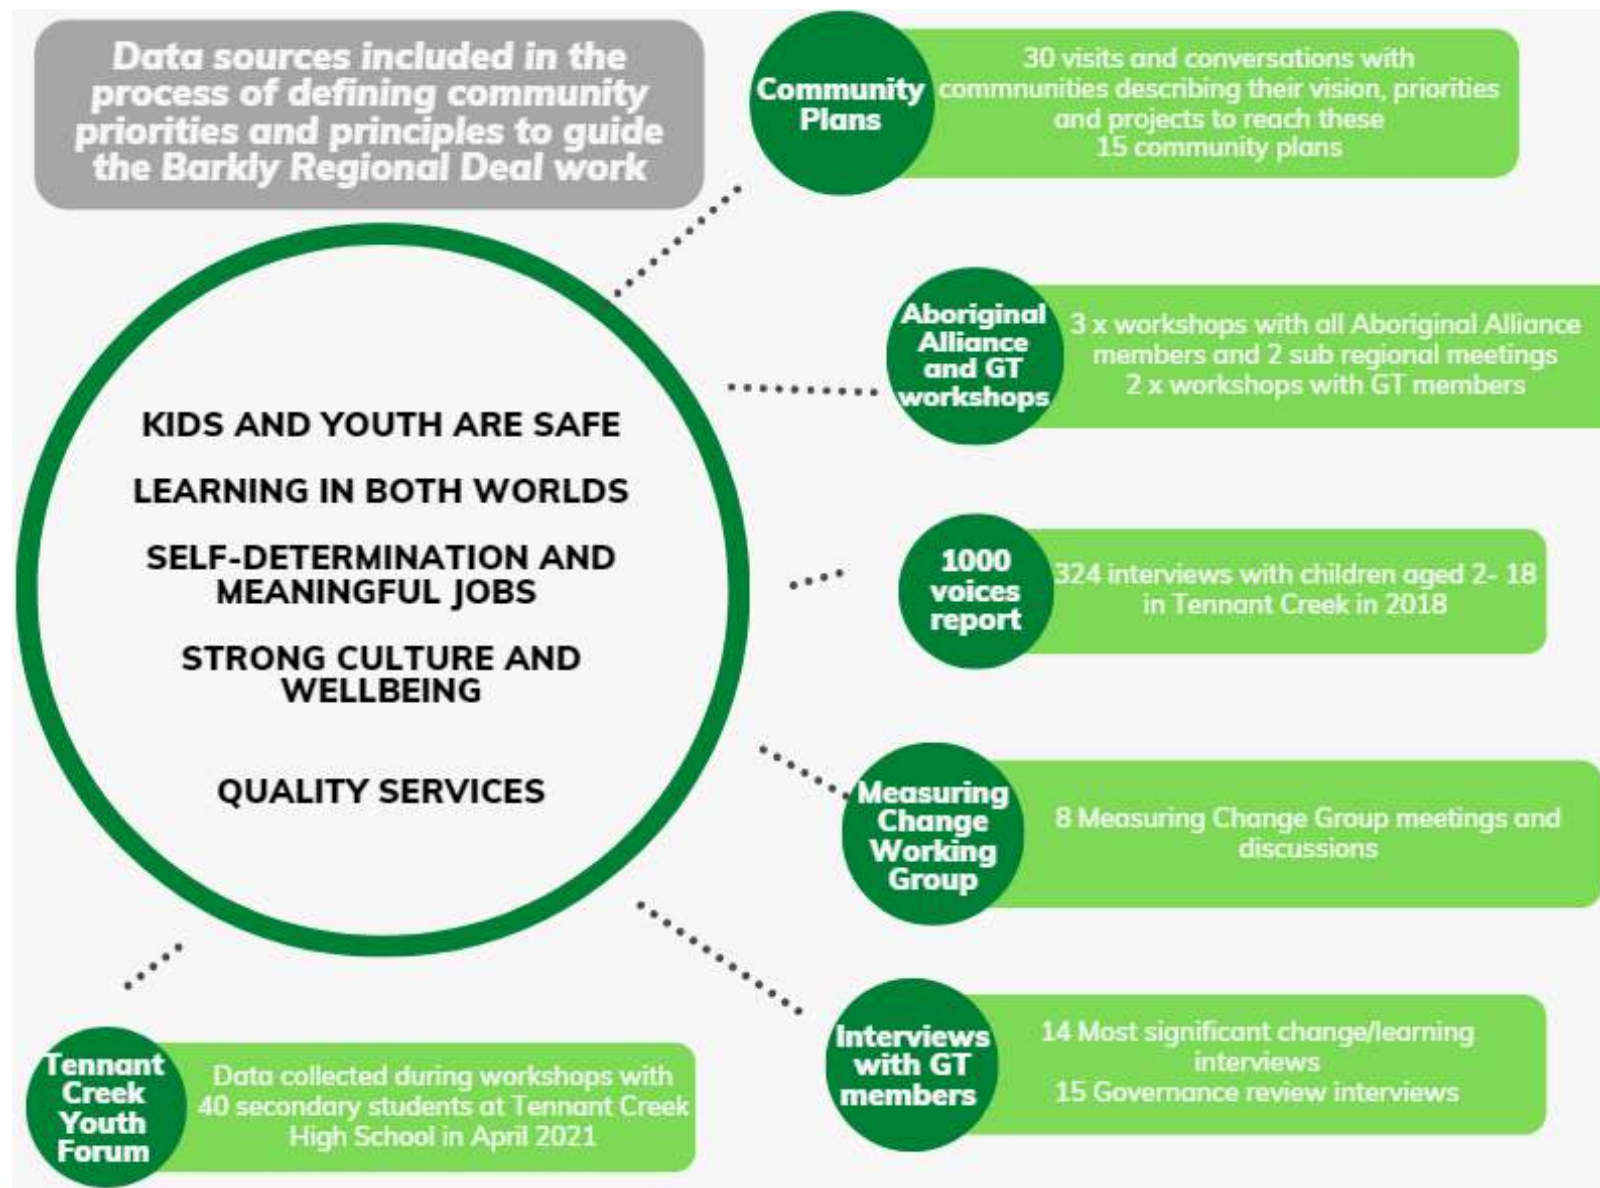 Data sources included in the
process of defining community
priorities and principles to guide
the Barkly Regional Deal work
Community
Plans
30 visits and conversations with
commnunities describing their vision, priorities
and projects to reach these
15 community plans
Aboriginal
Alliance
and GT
workshops
3 x workshops with all Aboriginal Alliance
members and 2 sub regional meetings
2 x workshops with GT members
KIDS AND YOUTH ARE SAFE
LEARNING IN BOTH WORLDS
SELF-DETERMINATION AND
MEANINGFUL JOBS
STRONG CULTURE AND
WELLBEING
QUALITY SERVICES
1000
voices
report
324 interviews with children aged 2- 18
in Tennant Creek in 2018
Measuring
Change
Working
Group
8 Measuring Change Group meetings and
discussions
Interviews
with GT
members
14 Most significant change/learning
interviews
15 Governance review interviews
Tennant
Creek
Youth
Forum
Data collected during workshops with
40 secondary students at Tennant Creek
High School in April 2021